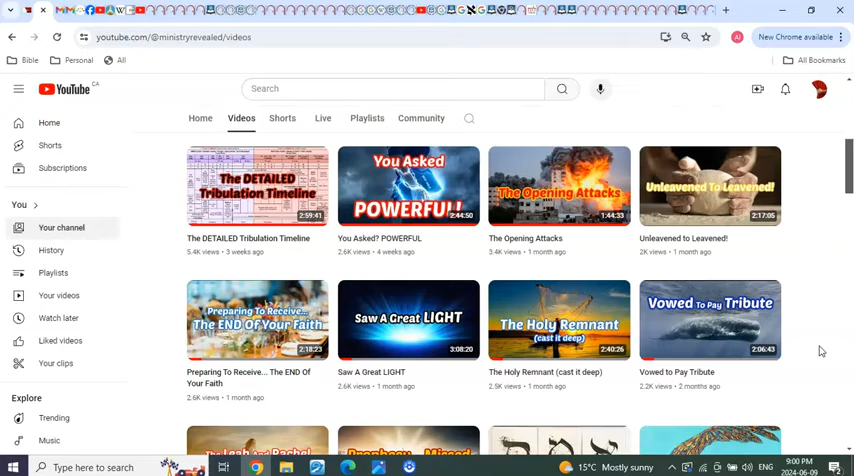 youtube.com/@ministryrevealed/videos
AI
New Chrome available
Bible
Personal
All
All Bookmarks
YouTube CA
Search
Home
Videos
Shorts
Live
Playlists
Community
Home
Shorts
Subscriptions
You
Your channel
History
Playlists
Your videos
Watch later
Liked videos
Your clips
Explore
Trending
Music
The DETAILED
Tribulation Timeline
2:59:41
The DETAILED Tribulation Timeline
5.4K views • 3 weeks ago
You Asked
POWERFUL!
2:44:50
You Asked? POWERFUL
2.6K views • 4 weeks ago
The Opening Attacks
1:44:33
The Opening Attacks
3.4K views • 1 month ago
Unleavened To Leavened!
2:17:05
Unleavened to Leavened!
2K views • 1 month ago
Preparing To Receive...
The END Of Your Faith
2:18:23
Preparing To Receive... The END Of
Your Faith
2.6K views • 1 month ago
Saw A Great LIGHT
3:08:20
Saw A Great LIGHT
2.6K views • 1 month ago
The Holy Remnant
(cast it deep)
2:40:26
The Holy Remnant (cast it deep)
2.5K views • 1 month ago
Vowed To Pay Tribute
2:06:43
Vowed to Pay Tribute
2.2K views • 2 months ago
The Leah And Rachel
Prophecy Missed
Type here to search
15°C Mostly sunny
ENG
9:00 PM
2024-06-09